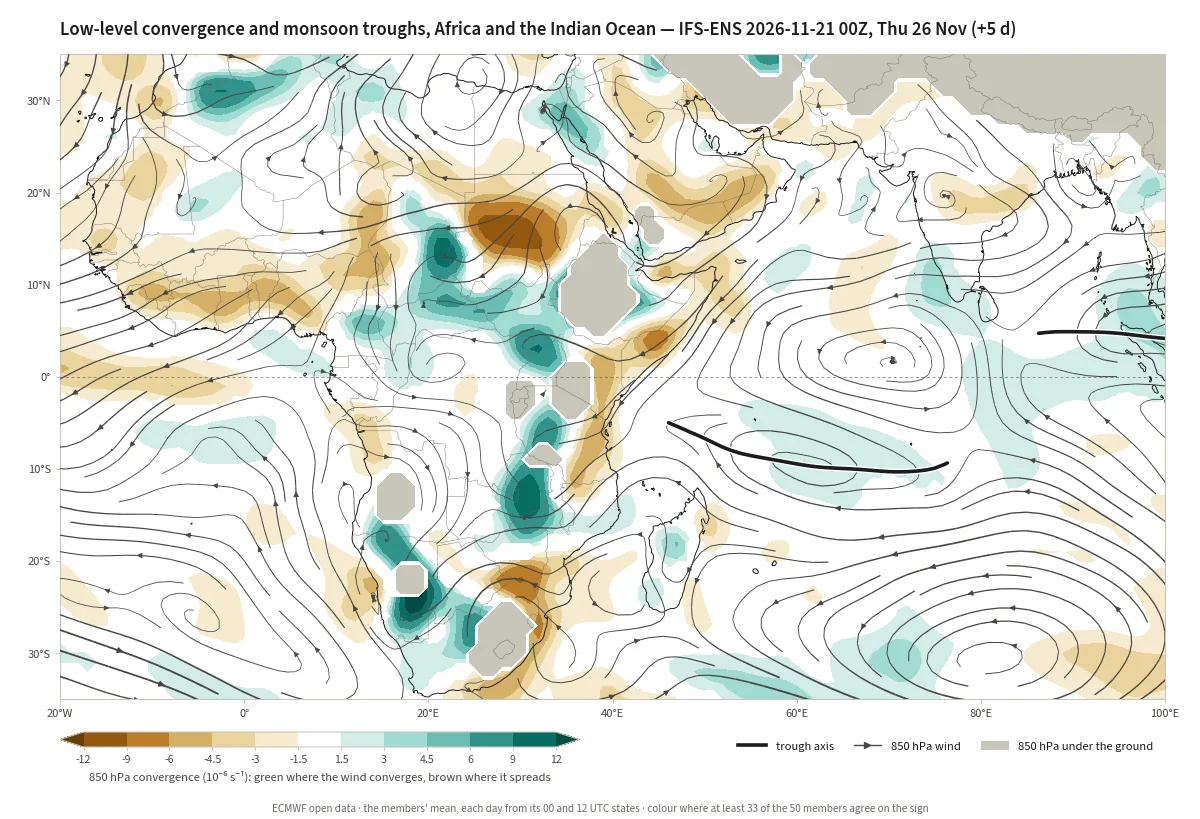 Low-level convergence and monsoon troughs, Africa and the Indian Ocean — IFS-ENS 2026-11-21 00Z, Thu 26 Nov (+5 d)
30°N
20°N
10°N
0°
10°S
20°S
30°S
20°W 0° 20°E 40°E 60°E 80°E 100°E
-12 -9 -6 -4.5 -3 -1.5 1.5 3 4.5 6 9 12
850 hPa convergence (10⁻⁶ s⁻¹): green where the wind converges, brown where it spreads
trough axis 850 hPa wind 850 hPa under the ground
ECMWF open data · the members' mean, each day from its 00 and 12 UTC states · colour where at least 33 of the 50 members agree on the sign